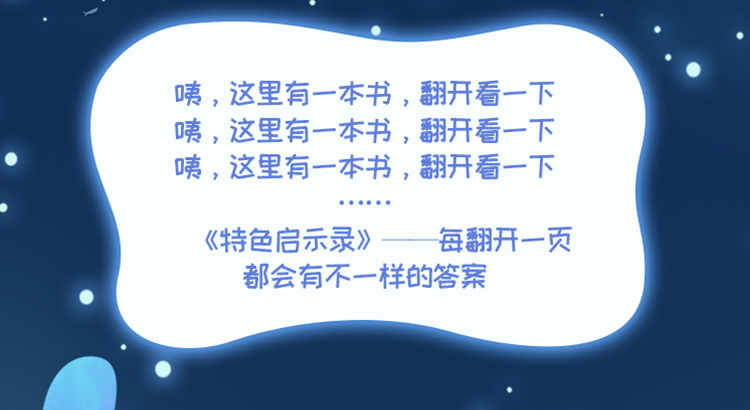 咦，这里有一本书，翻开看一下
咦，这里有一本书，翻开看一下
咦，这里有一本书，翻开看一下
……
《特色启示录》——每翻开一页
都会有不一样的答案